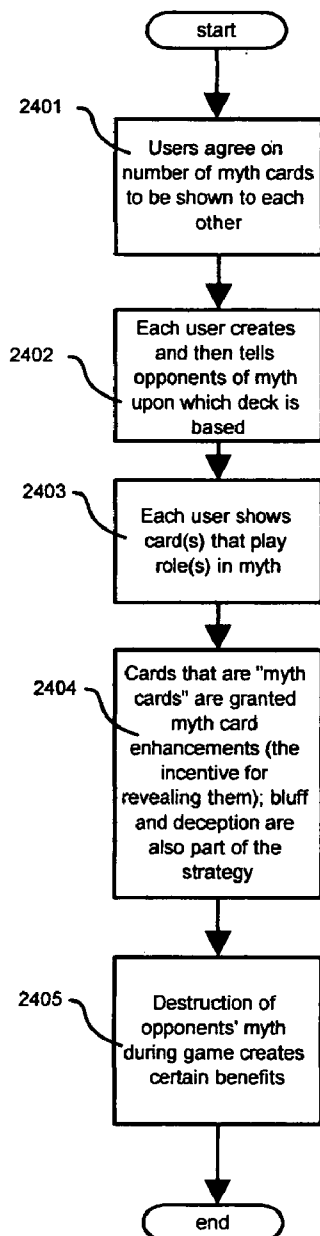 start
2401
Users agree on
number of myth cards
to be shown to each
other
2402
Each user creates
and then tells
opponents of myth
upon which deck is
based
2403
Each user shows
card(s) that play
role(s) in myth
2404
Cards that are "myth
cards" are granted
myth card
enhancements (the
incentive for
revealing them); bluff
and deception are
also part of the
strategy
2405
Destruction of
opponents' myth
during game creates
certain benefits
end